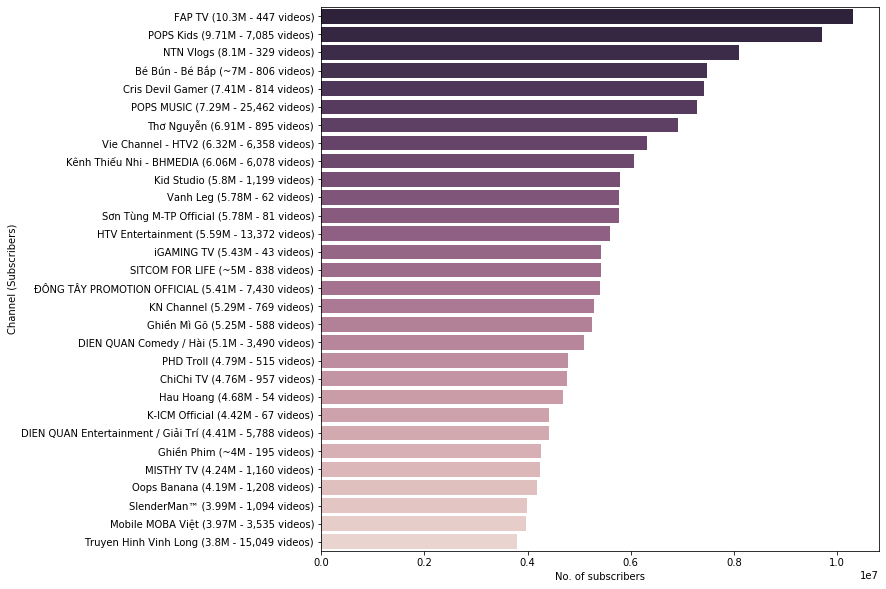 FAP TV (10.3M - 447 videos)
POPS Kids (9.71M - 7,085 videos)
NTN Vlogs (8.1M - 329 videos)
Bé Bún - Bé Bắp (~7M - 806 videos)
Cris Devil Gamer (7.41M - 814 videos)
POPS MUSIC (7.29M - 25,462 videos)
Thơ Nguyễn (6.91M - 895 videos)
Vie Channel - HTV2 (6.32M - 6,358 videos)
Kênh Thiếu Nhi - BHMEDIA (6.06M - 6,078 videos)
Kid Studio (5.8M - 1,199 videos)
Vanh Leg (5.78M - 62 videos)
Sơn Tùng M-TP Official (5.78M - 81 videos)
HTV Entertainment (5.59M - 13,372 videos)
iGAMING TV (5.43M - 43 videos)
SITCOM FOR LIFE (~5M - 838 videos)
ĐÔNG TÂY PROMOTION OFFICIAL (5.41M - 7,430 videos)
KN Channel (5.29M - 769 videos)
Ghiền Mì Gõ (5.25M - 588 videos)
DIEN QUAN Comedy / Hài (5.1M - 3,490 videos)
PHD Troll (4.79M - 515 videos)
ChiChi TV (4.76M - 957 videos)
Hau Hoang (4.68M - 54 videos)
K-ICM Official (4.42M - 67 videos)
DIEN QUAN Entertainment / Giải Trí (4.41M - 5,788 videos)
Ghiền Phim (~4M - 195 videos)
MISTHY TV (4.24M - 1,160 videos)
Oops Banana (4.19M - 1,208 videos)
SlenderMan™ (3.99M - 1,094 videos)
Mobile MOBA Việt (3.97M - 3,535 videos)
Truyen Hinh Vinh Long (3.8M - 15,049 videos)
Channel (Subscribers)
0.0 0.2 0.4 0.6 0.8 1.0
No. of subscribers
1e7